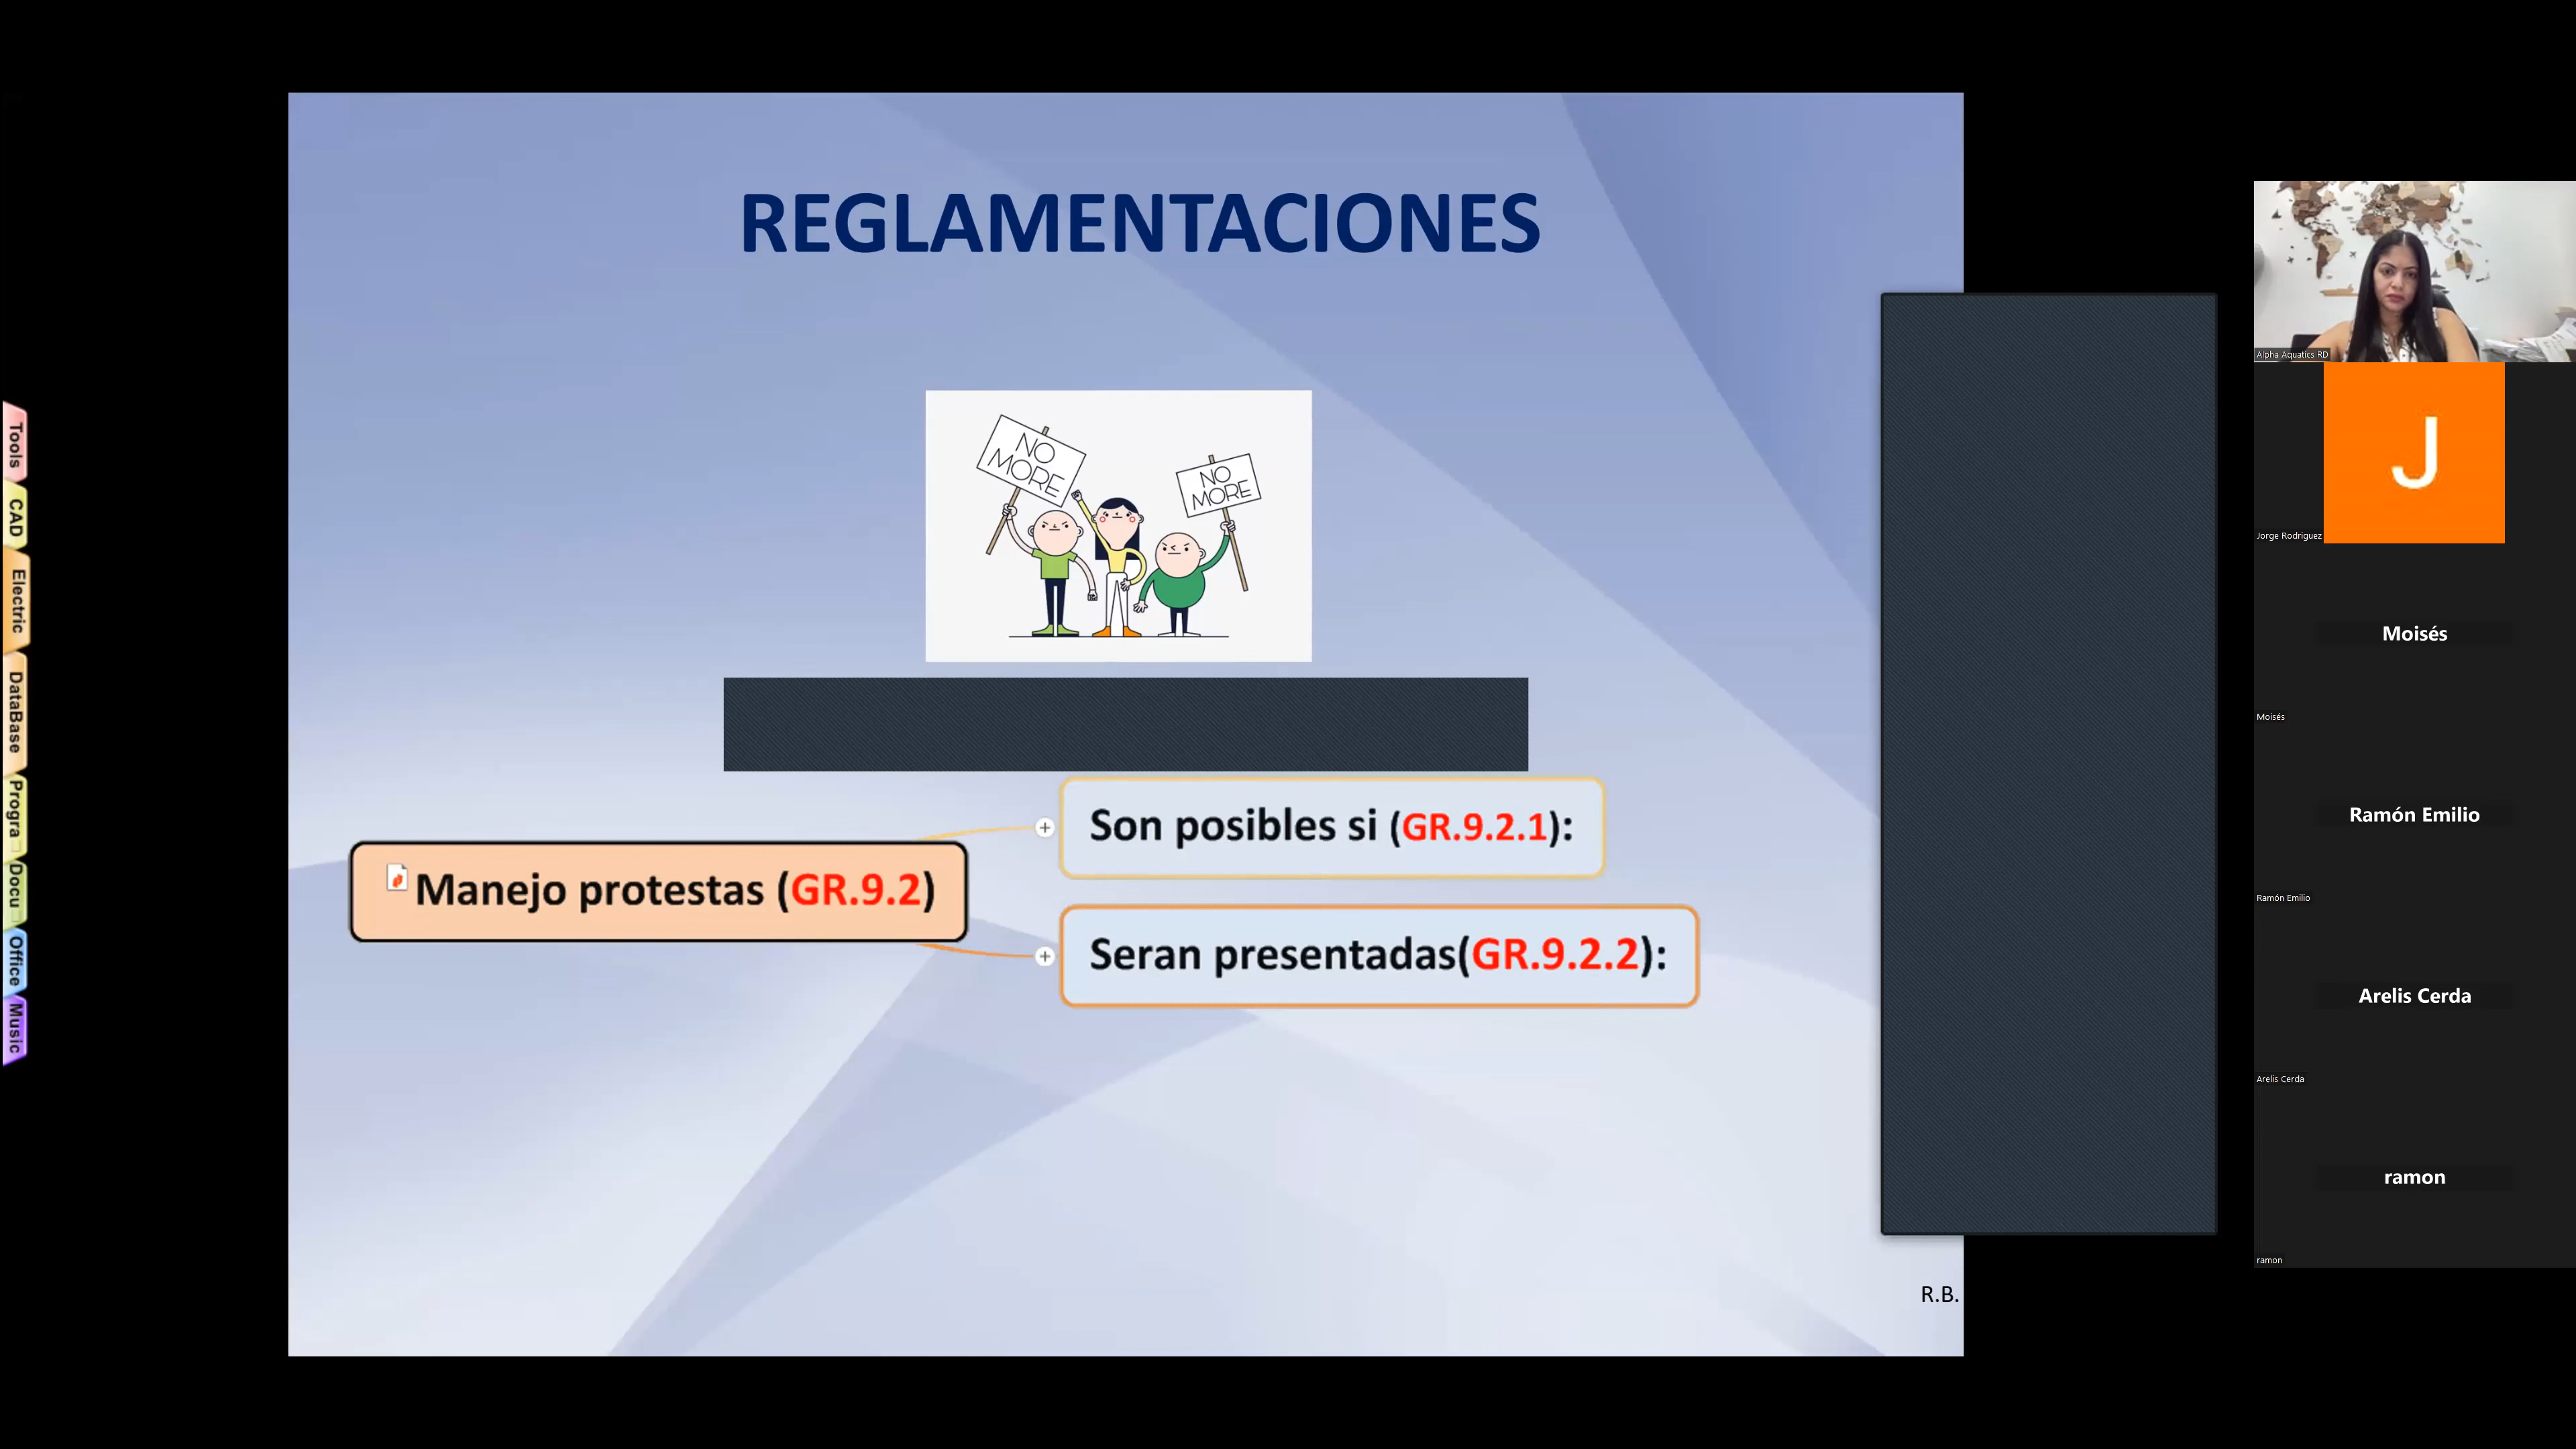 REGLAMENTACIONES
NO
MORE
NO
MORE
Son posibles si (GR.9.2.1):
Manejo protestas (GR.9.2)
Seran presentadas(GR.9.2.2):
R.B.
Tools
CAD
Electric
DataBase
Progra
Docu
Office
Music
Alpha Aquatics RD
J
Jorge Rodriguez
Moisés
Moisés
Ramón Emilio
Ramón Emilio
Arelis Cerda
Arelis Cerda
ramon
ramon